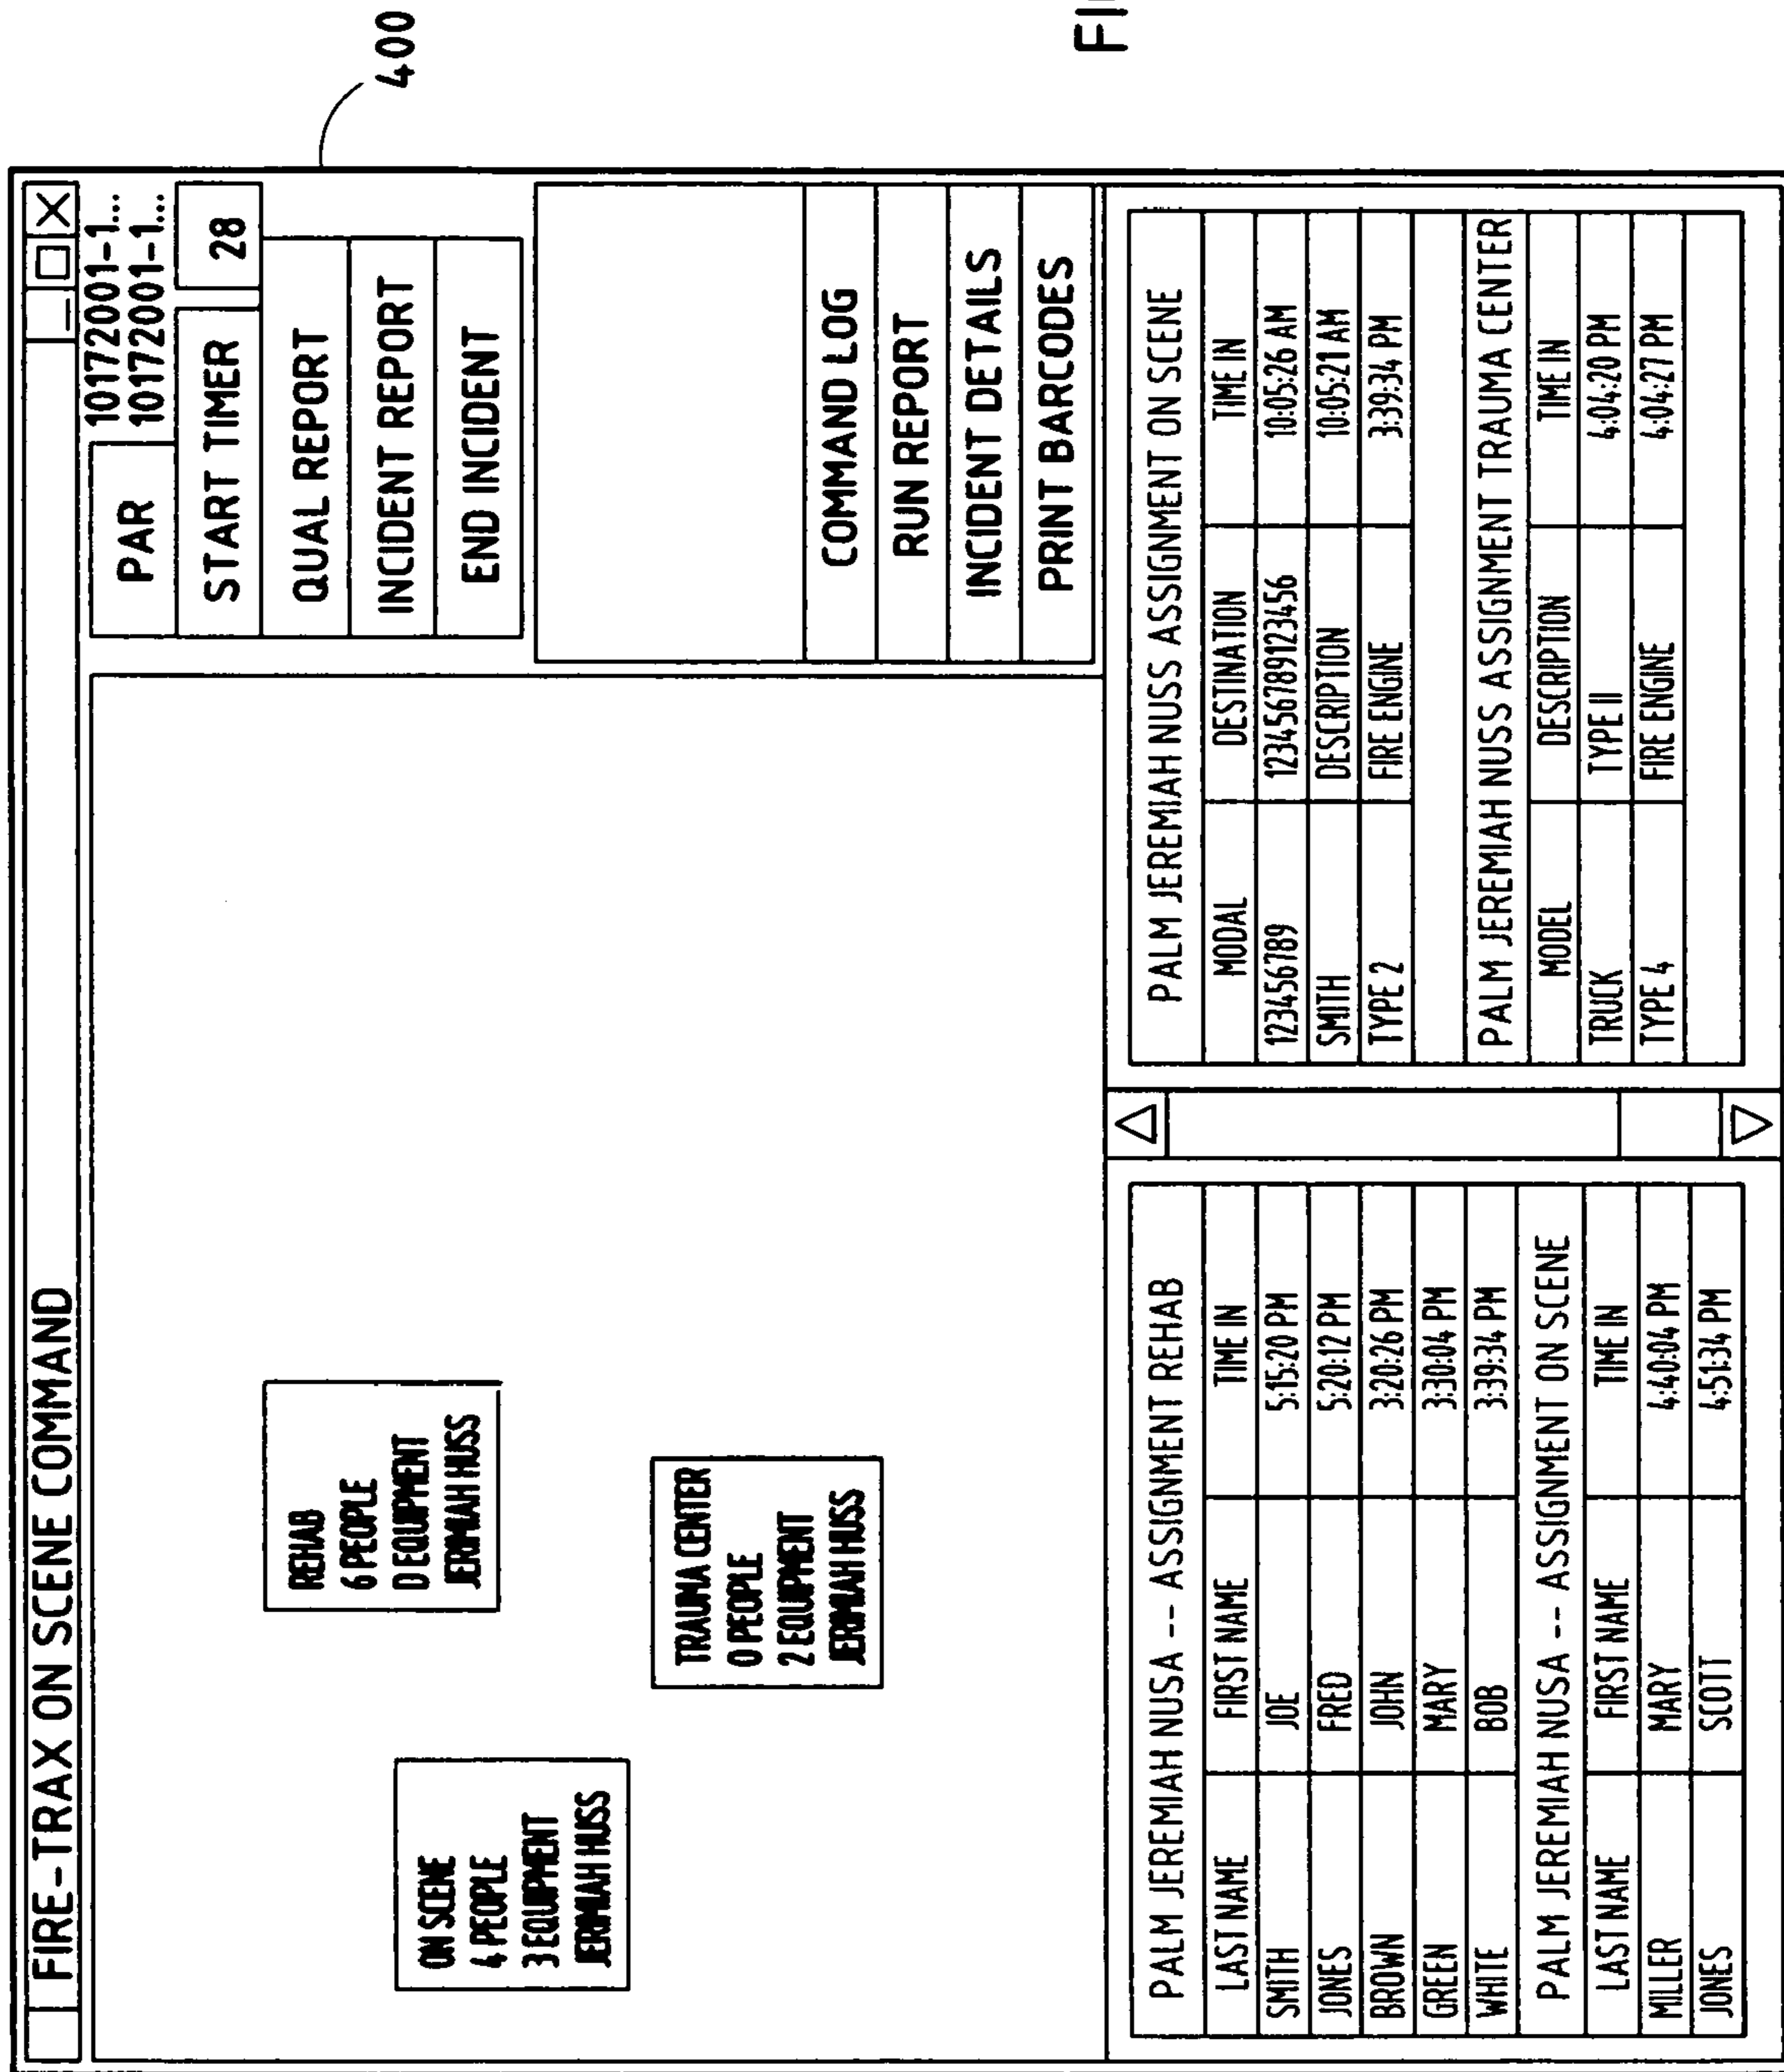 FIRE-TRAX ON SCENE COMMAND
400
PAR
10172001-1...
10172001-1...
START TIMER
28
QUAL REPORT
INCIDENT REPORT
END INCIDENT
COMMAND LOG
RUN REPORT
INCIDENT DETAILS
PRINT BARCODES
ON SCENE
4 PEOPLE
3 EQUIPMENT
JERMIAH HUSS
REHAB
6 PEOPLE
D EQUIPMENT
JERMIAH HUSS
TRAUMA CENTER
0 PEOPLE
2 EQUIPMENT
JERMIAH HUSS
PALM JEREMIAH NUSA -- ASSIGNMENT REHAB
LAST NAME FIRST NAME TIME IN
SMITH JOE 5:15:20 PM
JONES FRED 5:20:12 PM
BROWN JOHN 3:20:26 PM
GREEN MARY 3:30:04 PM
WHITE BOB 3:39:34 PM
PALM JEREMIAH NUSA -- ASSIGNMENT ON SCENE
LAST NAME FIRST NAME TIME IN
MILLER MARY 4:40:04 PM
JONES SCOTT 4:51:34 PM
PALM JEREMIAH NUSS ASSIGNMENT ON SCENE
MODAL DESTINATION TIME IN
123456789 123456789123456 10:05:26 AM
SMITH DESCRIPTION 10:05:21 AM
TYPE 2 FIRE ENGINE 3:39:34 PM
PALM JEREMIAH NUSS ASSIGNMENT TRAUMA CENTER
MODEL DESCRIPTION TIME IN
TRUCK TYPE II 4:04:20 PM
TYPE 4 FIRE ENGINE 4:04:27 PM